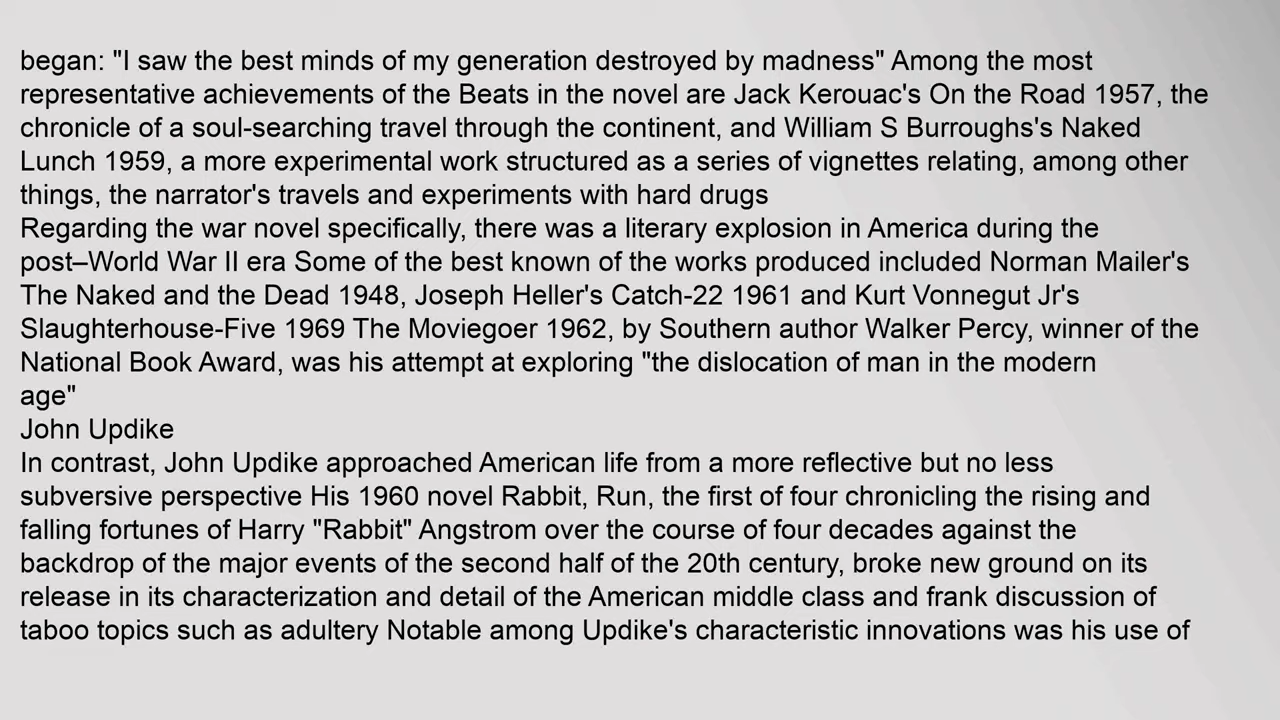 began: "I saw the best minds of my generation destroyed by madness" Among the most
representative achievements of the Beats in the novel are Jack Kerouac's On the Road 1957, the
chronicle of a soul-searching travel through the continent, and William S Burroughs's Naked
Lunch 1959, a more experimental work structured as a series of vignettes relating, among other
things, the narrator's travels and experiments with hard drugs
Regarding the war novel specifically, there was a literary explosion in America during the
post–World War II era Some of the best known of the works produced included Norman Mailer's
The Naked and the Dead 1948, Joseph Heller's Catch-22 1961 and Kurt Vonnegut Jr's
Slaughterhouse-Five 1969 The Moviegoer 1962, by Southern author Walker Percy, winner of the
National Book Award, was his attempt at exploring "the dislocation of man in the modern
age"
John Updike
In contrast, John Updike approached American life from a more reflective but no less
subversive perspective His 1960 novel Rabbit, Run, the first of four chronicling the rising and
falling fortunes of Harry "Rabbit" Angstrom over the course of four decades against the
backdrop of the major events of the second half of the 20th century, broke new ground on its
release in its characterization and detail of the American middle class and frank discussion of
taboo topics such as adultery Notable among Updike's characteristic innovations was his use of